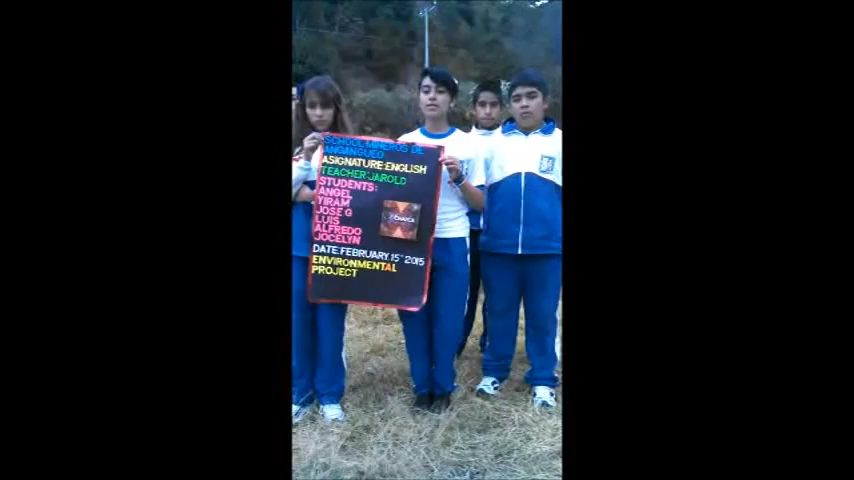 SCHOOL:MINEROS DE
ANGANGUEO
ASIGNATURE:ENGLISH
TEACHER:JAROLD
STUDENTS:
ANGEL
YIRAM
JOSE G
LUIS
ALFREDO
JOCELYN
DATE:FEBRUARY 15TH 2015
ENVIRONMENTAL
PROJECT